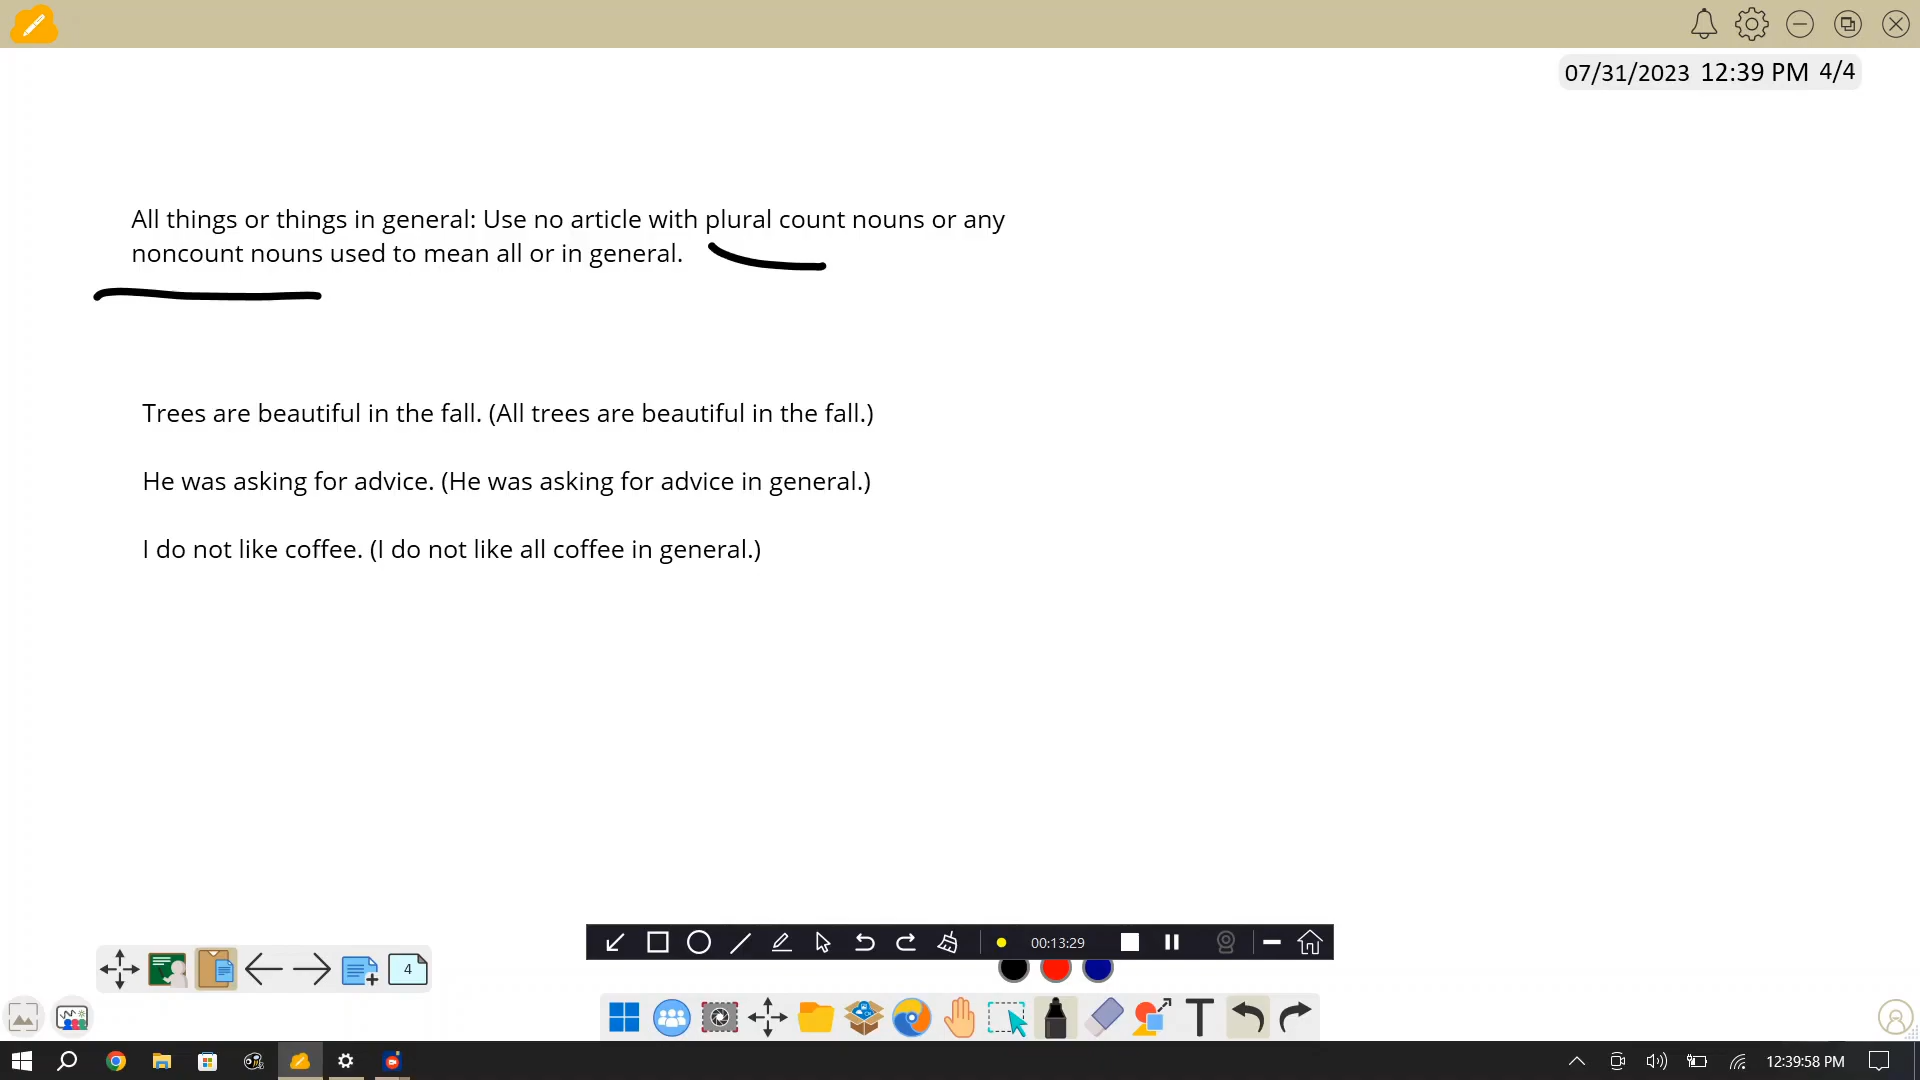 07/31/2023 12:39 PM 4/4
All things or things in general: Use no article with plural count nouns or any
noncount nouns used to mean all or in general.
Trees are beautiful in the fall. (All trees are beautiful in the fall.)
He was asking for advice. (He was asking for advice in general.)
I do not like coffee. (I do not like all coffee in general.)
00:13:29
4
T
12:39:58 PM